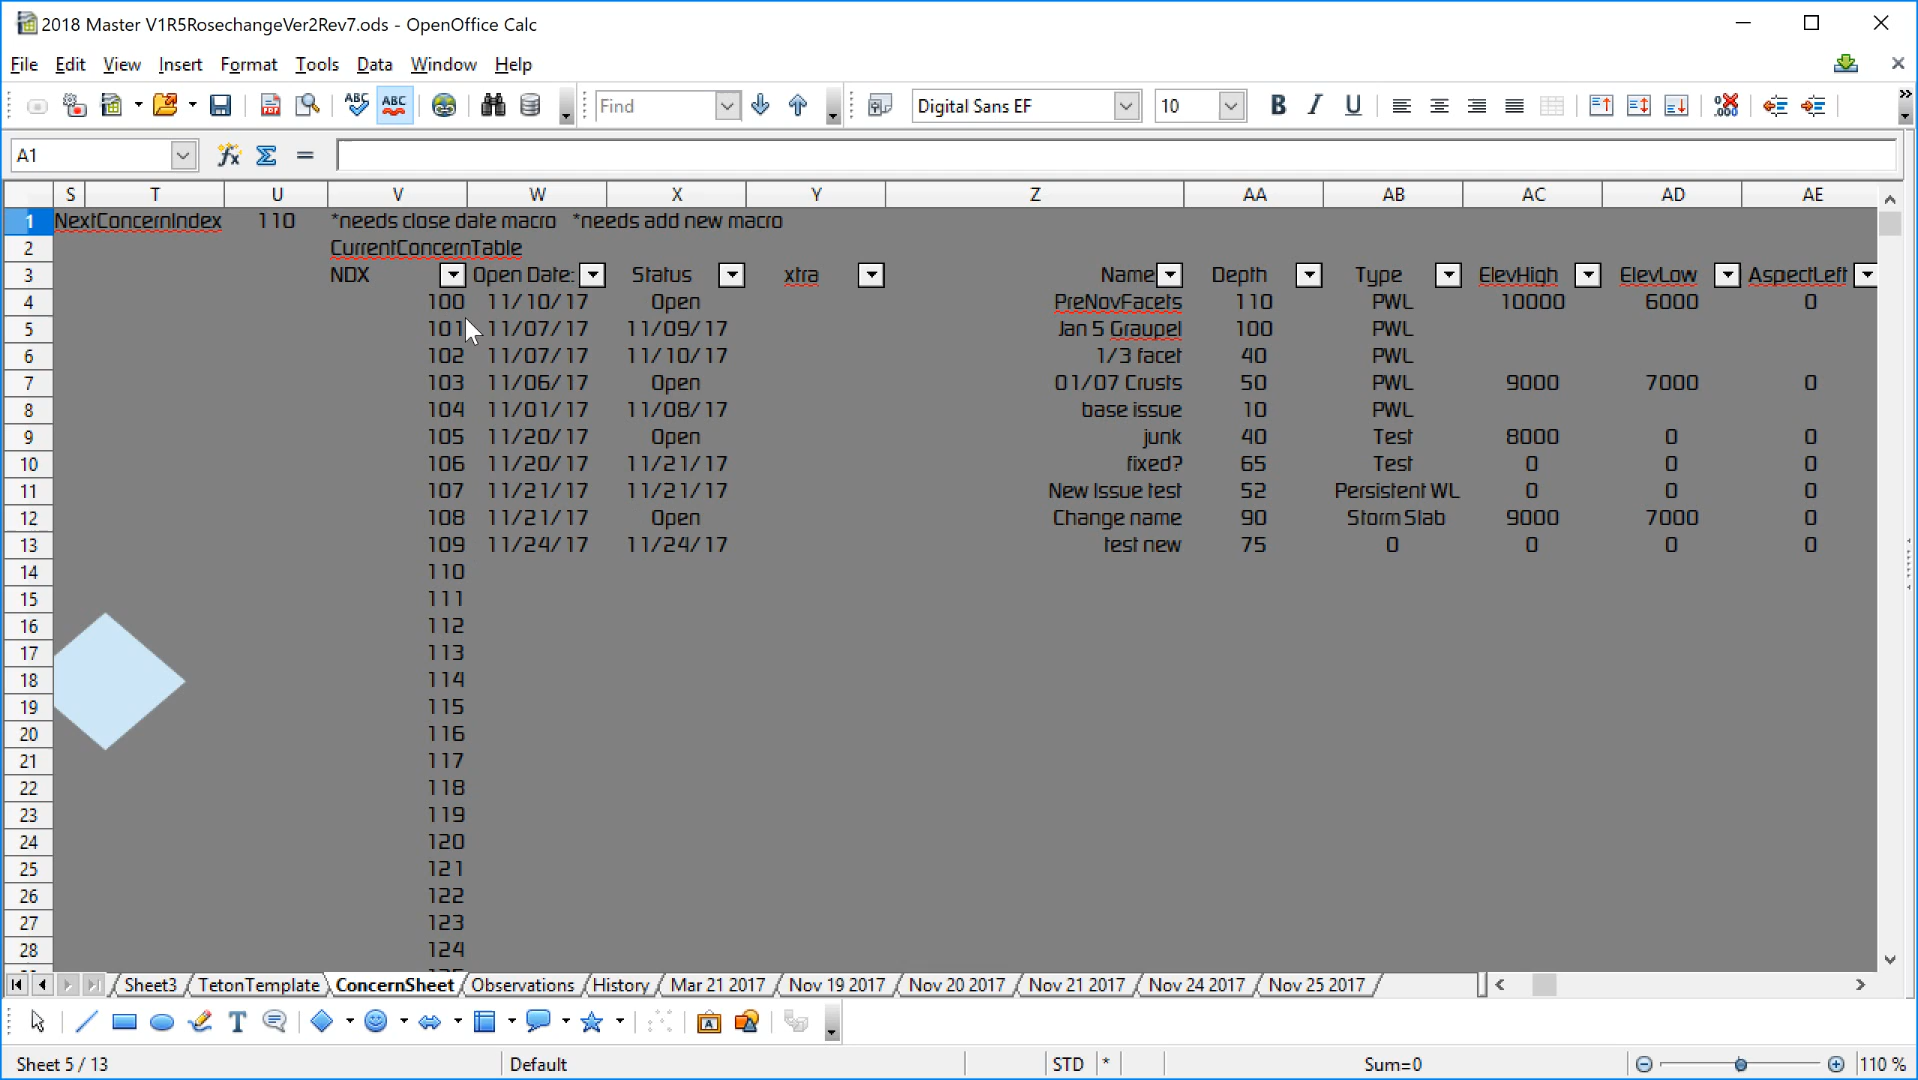 2018 Master V1R5RosechangeVer2Rev7.ods - OpenOffice Calc
File Edit View Insert Format Tools Data Window Help
ABC ABC Find Digital Sans EF 10 B I U
A1 fx Σ =
S T U V W X Y Z AA AB AC AD AE
1 NextConcernIndex 110 *needs close date macro *needs add new macro
2 CurrentConcernTable
3 NDX Open Date: Status xtra Name Depth Type ElevHigh ElevLow AspectLeft
4 100 11/10/17 Open PreNovFacets 110 PWL 10000 6000 0
5 101 11/07/17 11/09/17 Jan 5 Graupel 100 PWL
6 102 11/07/17 11/10/17 1/3 facet 40 PWL
7 103 11/06/17 Open 01/07 Crusts 50 PWL 9000 7000 0
8 104 11/01/17 11/08/17 base issue 10 PWL
9 105 11/20/17 Open junk 40 Test 8000 0 0
10 106 11/20/17 11/21/17 fixed? 65 Test 0 0 0
11 107 11/21/17 11/21/17 New Issue test 52 Persistent WL 0 0 0
12 108 11/21/17 Open Change name 90 Storm Slab 9000 7000 0
13 109 11/24/17 11/24/17 test new 75 0 0 0 0
14 110
15 111
16 112
17 113
18 114
19 115
20 116
21 117
22 118
23 119
24 120
25 121
26 122
27 123
28 124
Sheet3 TetonTemplate ConcernSheet Observations History Mar 21 2017 Nov 19 2017 Nov 20 2017 Nov 21 2017 Nov 24 2017 Nov 25 2017
Sheet 5 / 13 Default STD * Sum=0 110 %